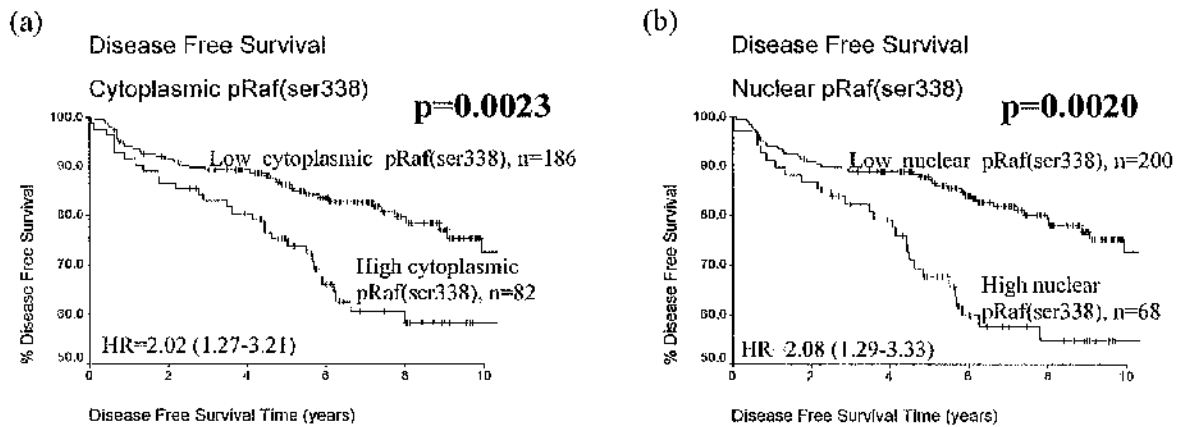 (a)
Disease Free Survival
Cytoplasmic pRaf(ser338)
p=0.0023
100.0
90.0
80.0
70.0
60.0
50.0
% Disease Free Survival
Low cytoplasmic pRaf(ser338), n=186
High cytoplasmic
pRaf(ser338), n=82
HR=2.02 (1.27-3.21)
0 2 4 6 8 10
Disease Free Survival Time (years)
(b)
Disease Free Survival
Nuclear pRaf(ser338)
p=0.0020
100.0
90.0
80.0
70.0
60.0
50.0
% Disease Free Survival
Low nuclear pRaf(ser338), n=200
High nuclear
pRaf(ser338), n=68
HR=2.08 (1.29-3.33)
0 2 4 6 8 10
Disease Free Survival Time (years)